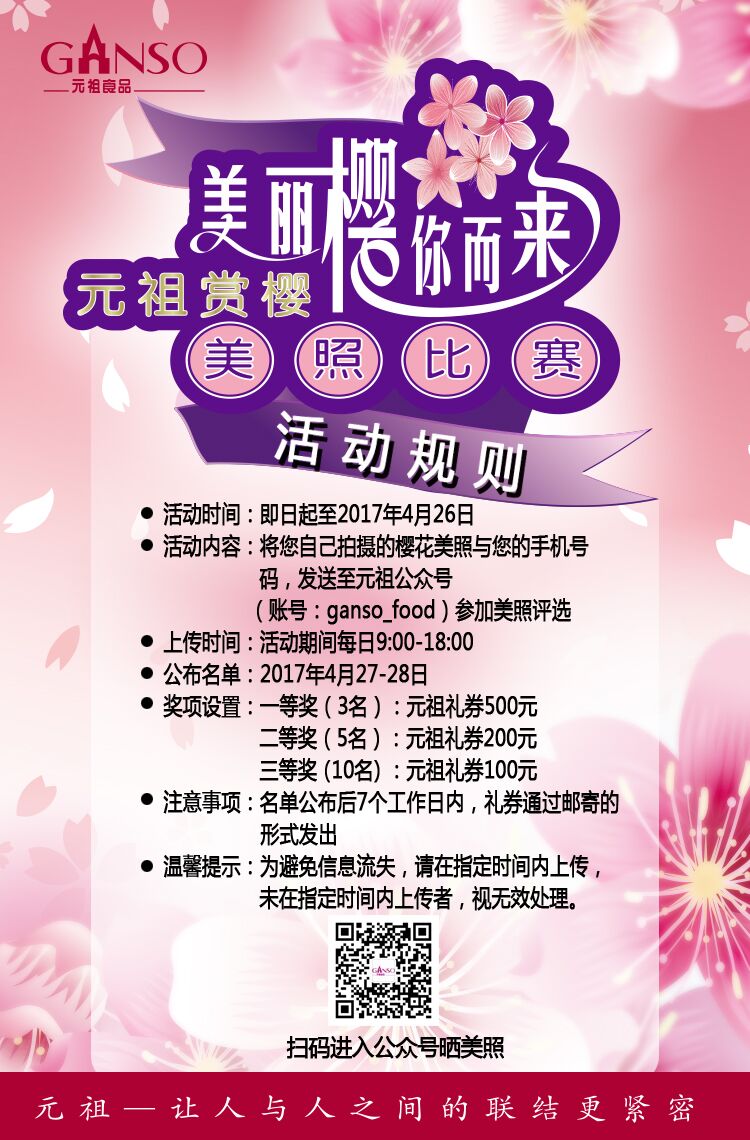 GANSO
元祖食品
美丽樱你而来
元祖赏樱
美照比赛
活动规则
● 活动时间：即日起至2017年4月26日
● 活动内容：将您自己拍摄的樱花美照与您的手机号
码，发送至元祖公众号
（账号：ganso_food）参加美照评选
● 上传时间：活动期间每日9:00-18:00
● 公布名单：2017年4月27-28日
● 奖项设置：一等奖（3名）：元祖礼券500元
二等奖（5名）：元祖礼券200元
三等奖 (10名) ：元祖礼券100元
● 注意事项：名单公布后7个工作日内，礼券通过邮寄的
形式发出
● 温馨提示：为避免信息流失，请在指定时间内上传，
未在指定时间内上传者，视无效处理。
GANSO
扫码进入公众号晒美照
元祖—让人与人之间的联结更紧密